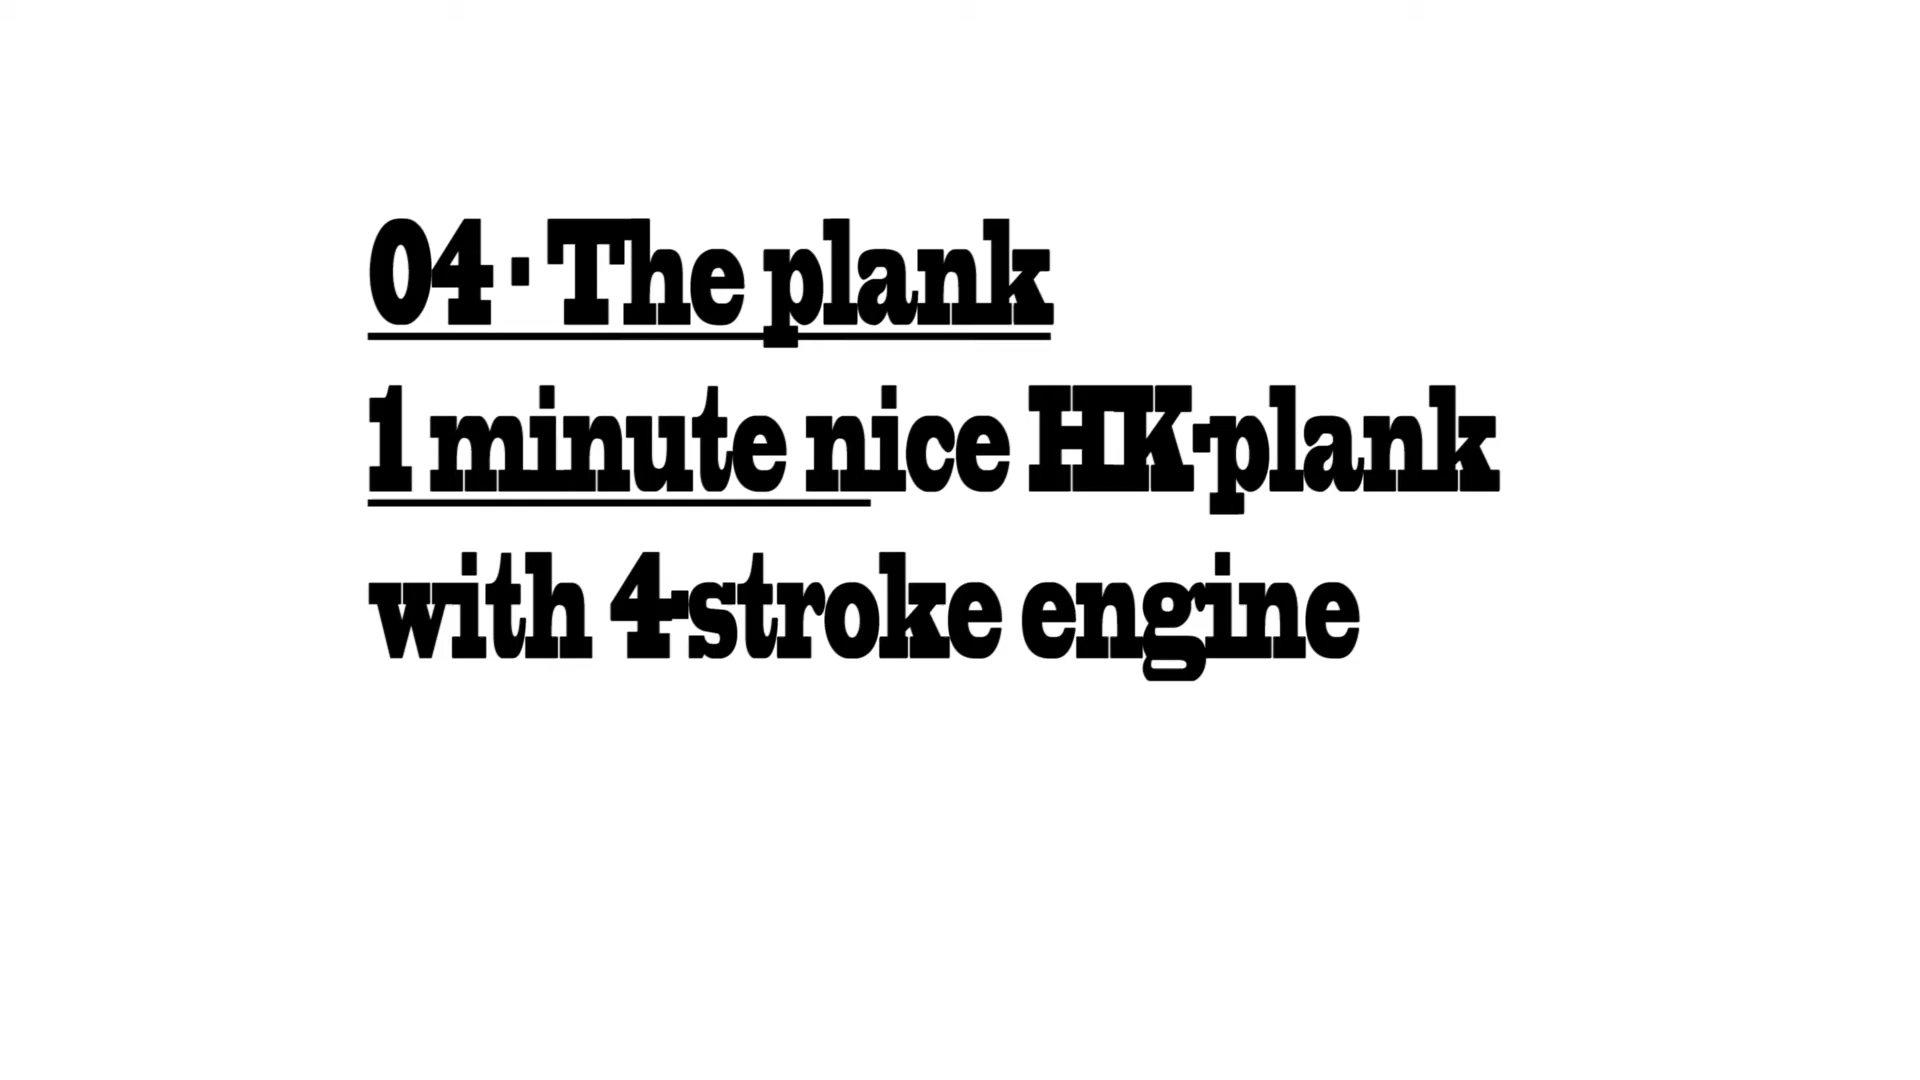 04 · The plank
1 minute nice HK-plank
with 4-stroke engine